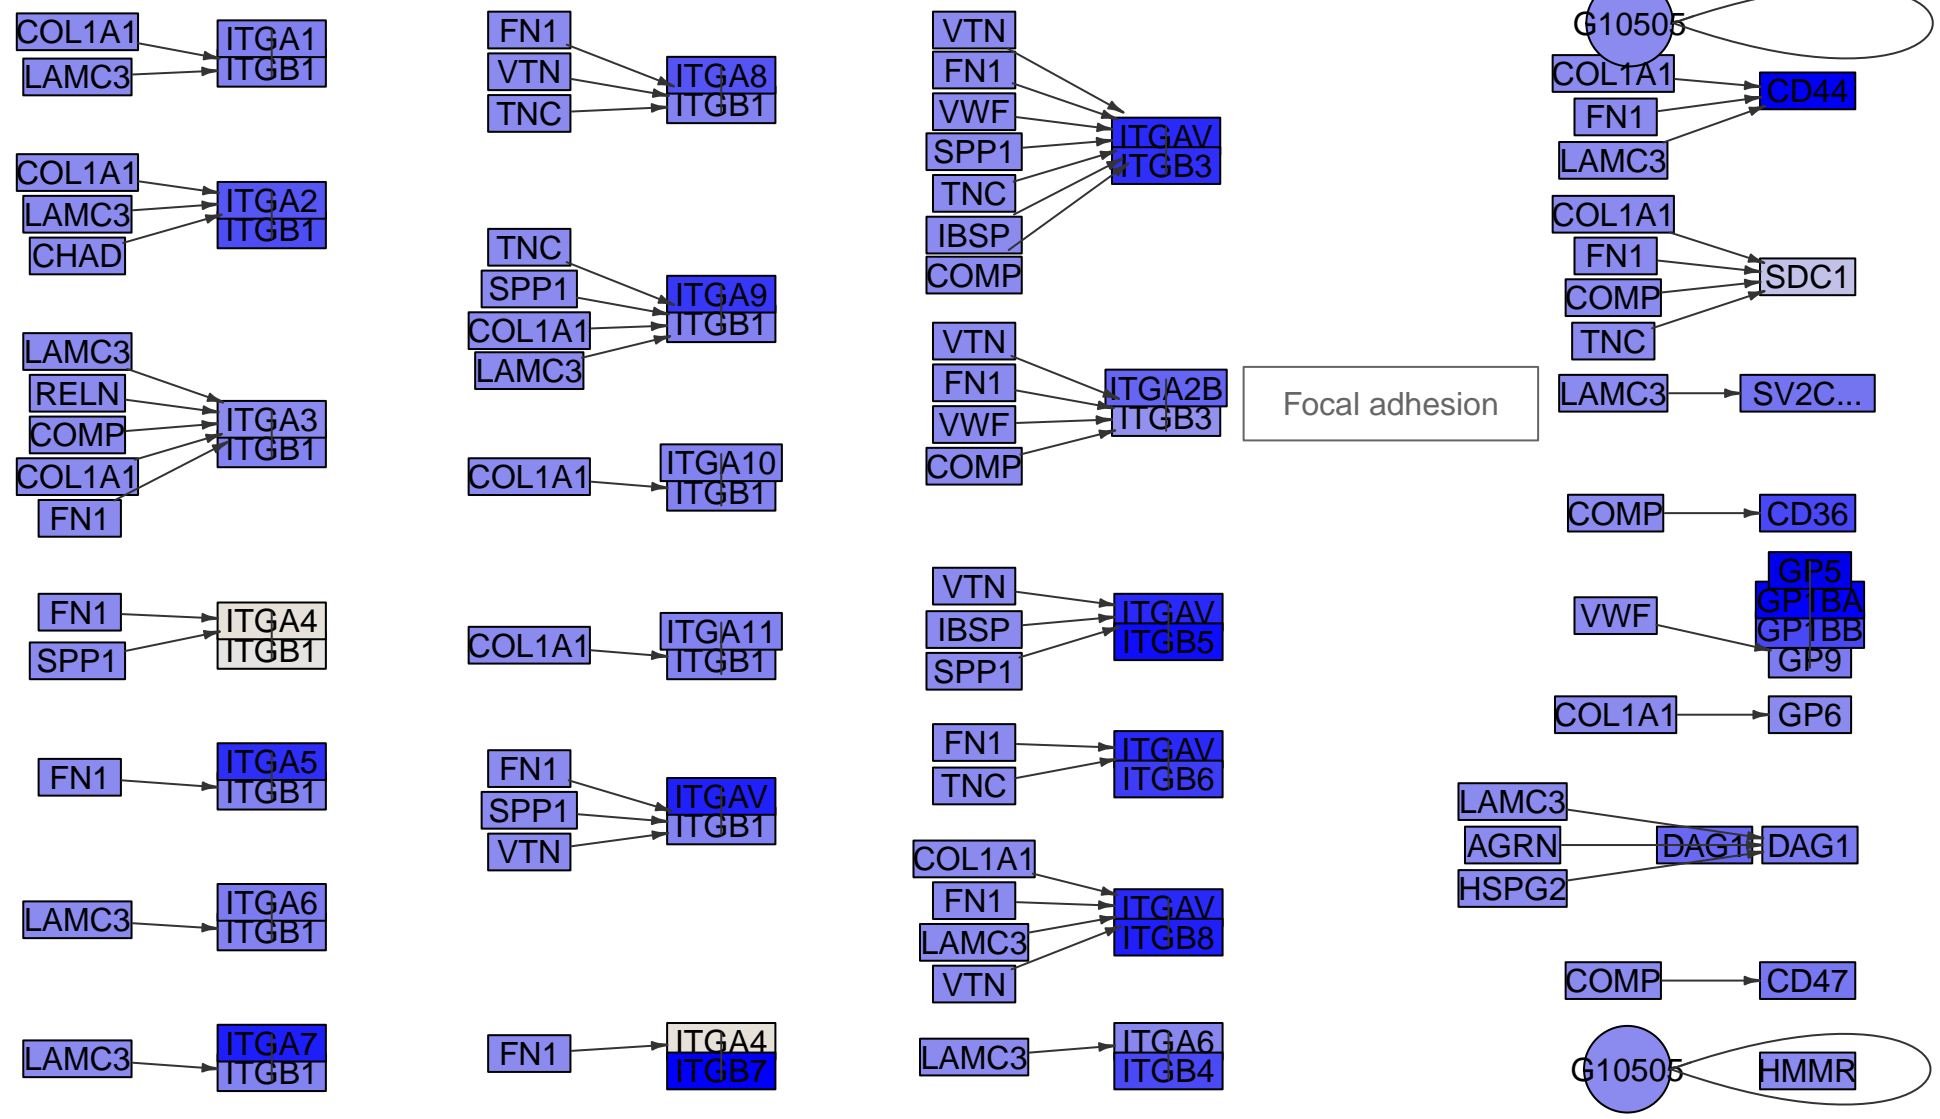 COL1A1
LAMC3
ITGA1
ITGB1
COL1A1
LAMC3
CHAD
ITGA2
ITGB1
LAMC3
RELN
COMP
COL1A1
FN1
ITGA3
ITGB1
FN1
SPP1
ITGA4
ITGB1
FN1
ITGA5
ITGB1
LAMC3
ITGA6
ITGB1
LAMC3
ITGA7
ITGB1
FN1
VTN
TNC
ITGA8
ITGB1
TNC
SPP1
COL1A1
LAMC3
ITGA9
ITGB1
COL1A1
ITGA10
ITGB1
COL1A1
ITGA11
ITGB1
FN1
SPP1
VTN
ITGAV
ITGB1
FN1
ITGA4
ITGB7
VTN
FN1
VWF
SPP1
TNC
IBSP
COMP
ITGAV
ITGB3
VTN
FN1
VWF
COMP
ITGA2B
ITGB3
Focal adhesion
VTN
IBSP
SPP1
ITGAV
ITGB5
FN1
TNC
ITGAV
ITGB6
COL1A1
FN1
LAMC3
VTN
ITGAV
ITGB8
LAMC3
ITGA6
ITGB4
G10505
COL1A1
FN1
LAMC3
CD44
COL1A1
FN1
COMP
TNC
SDC1
LAMC3
SV2C...
COMP
CD36
VWF
GP5
GP1BA
GP1BB
GP9
COL1A1
GP6
LAMC3
AGRN
HSPG2
DAG1
DAG1
COMP
CD47
G10505
HMMR